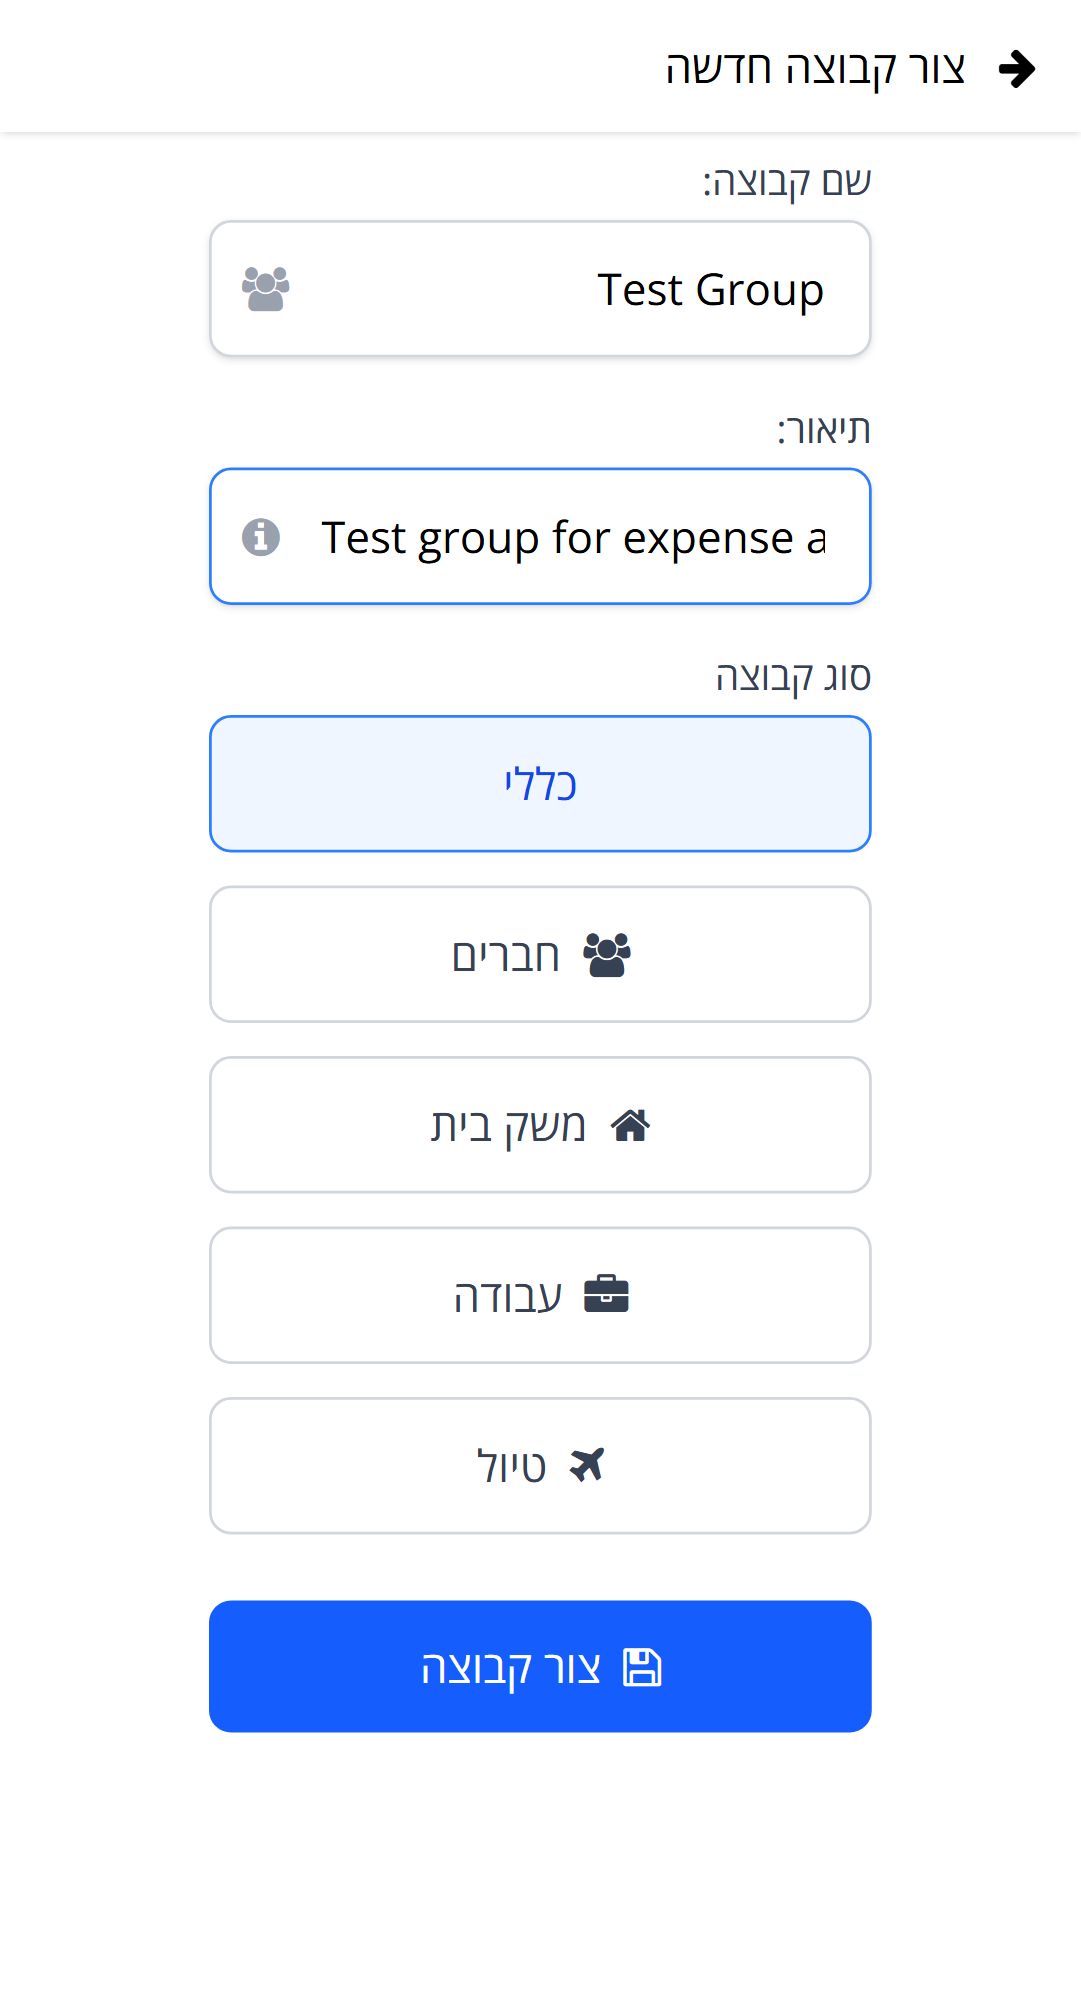 צור קבוצה חדשה
שם קבוצה:
Test Group
תיאור:
Test group for expense a
סוג קבוצה
כללי
חברים
משק בית
עבודה
טיול
צור קבוצה